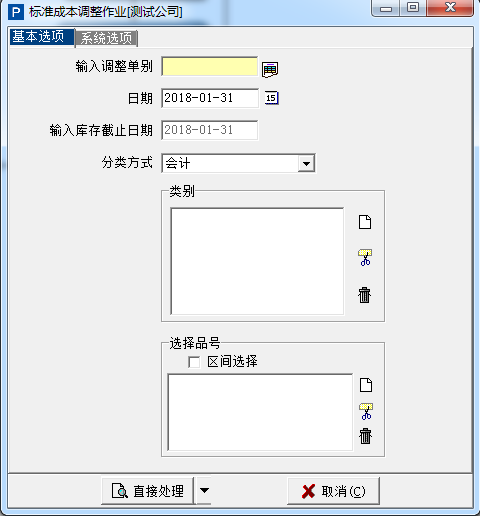 P 标准成本调整作业[测试公司]
基本选项 系统选项
输入调整单别
日期 2018-01-31 15
输入库存截止日期 2018-01-31
分类方式 会计
类别
选择品号
区间选择
直接处理 取消(C)